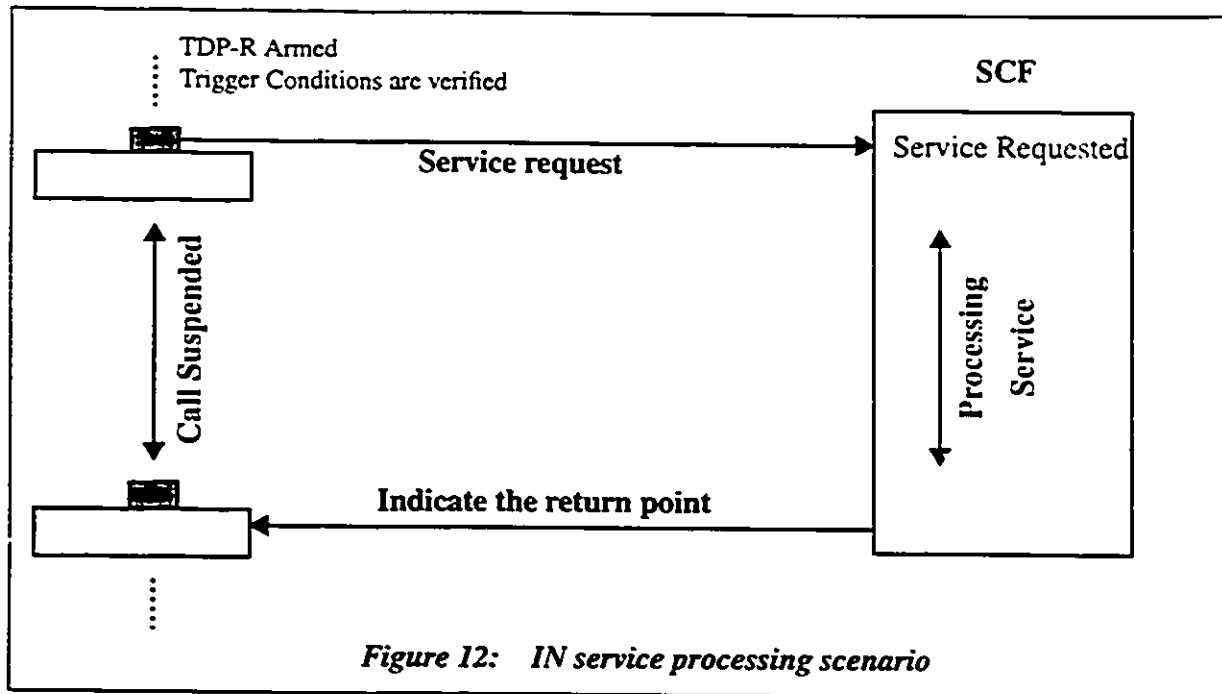 TDP-R Armed
Trigger Conditions are verified
SCF
Service request
Service Requested
Call Suspended
Processing
Service
Indicate the return point
Figure 12: IN service processing scenario